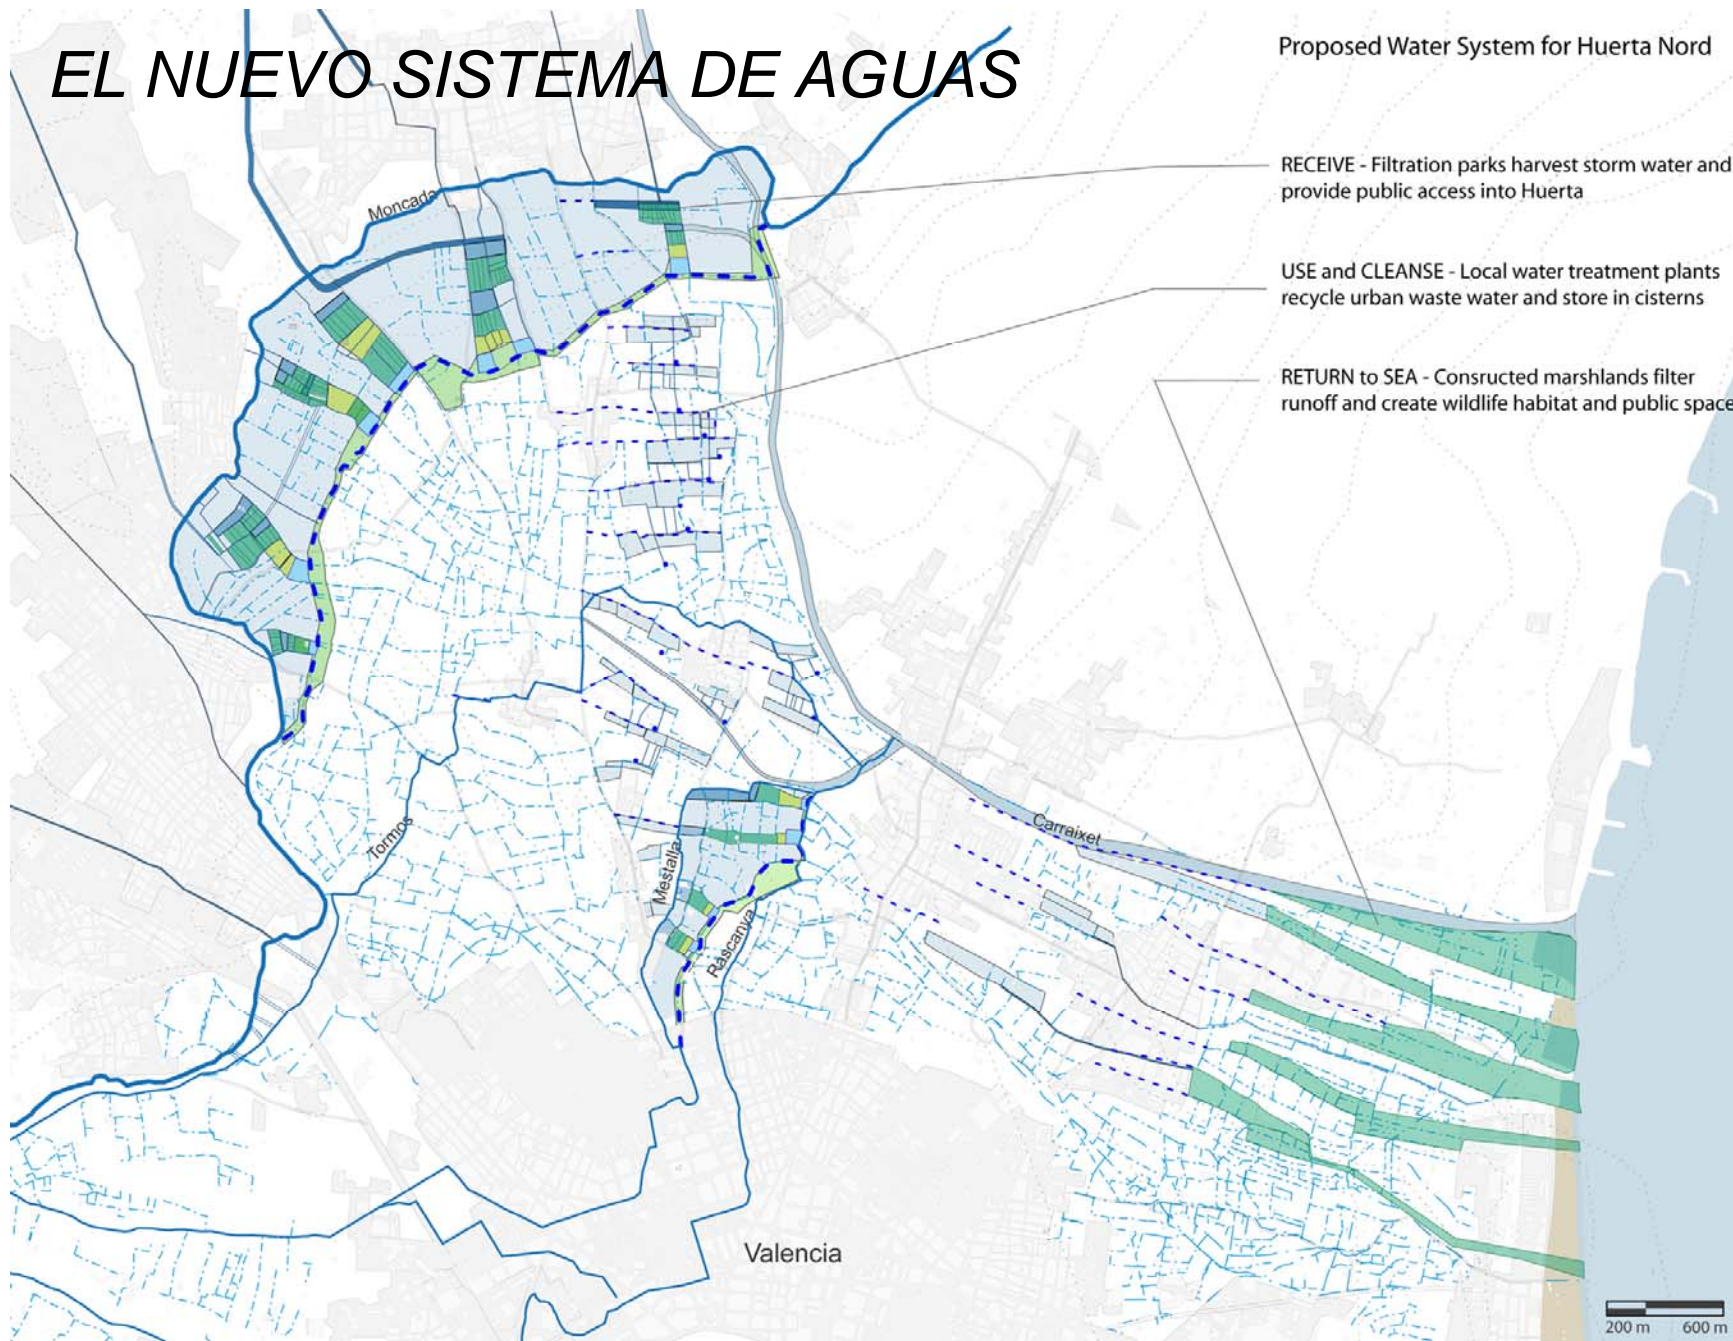 EL NUEVO SISTEMA DE AGUAS
Proposed Water System for Huerta Nord
RECEIVE - Filtration parks harvest storm water and
provide public access into Huerta
USE and CLEANSE - Local water treatment plants
recycle urban waste water and store in cisterns
RETURN to SEA - Consructed marshlands filter
runoff and create wildlife habitat and public space
Moncada
Tormos
Mestalla
Rascanya
Carraixet
Valencia
200 m 600 m